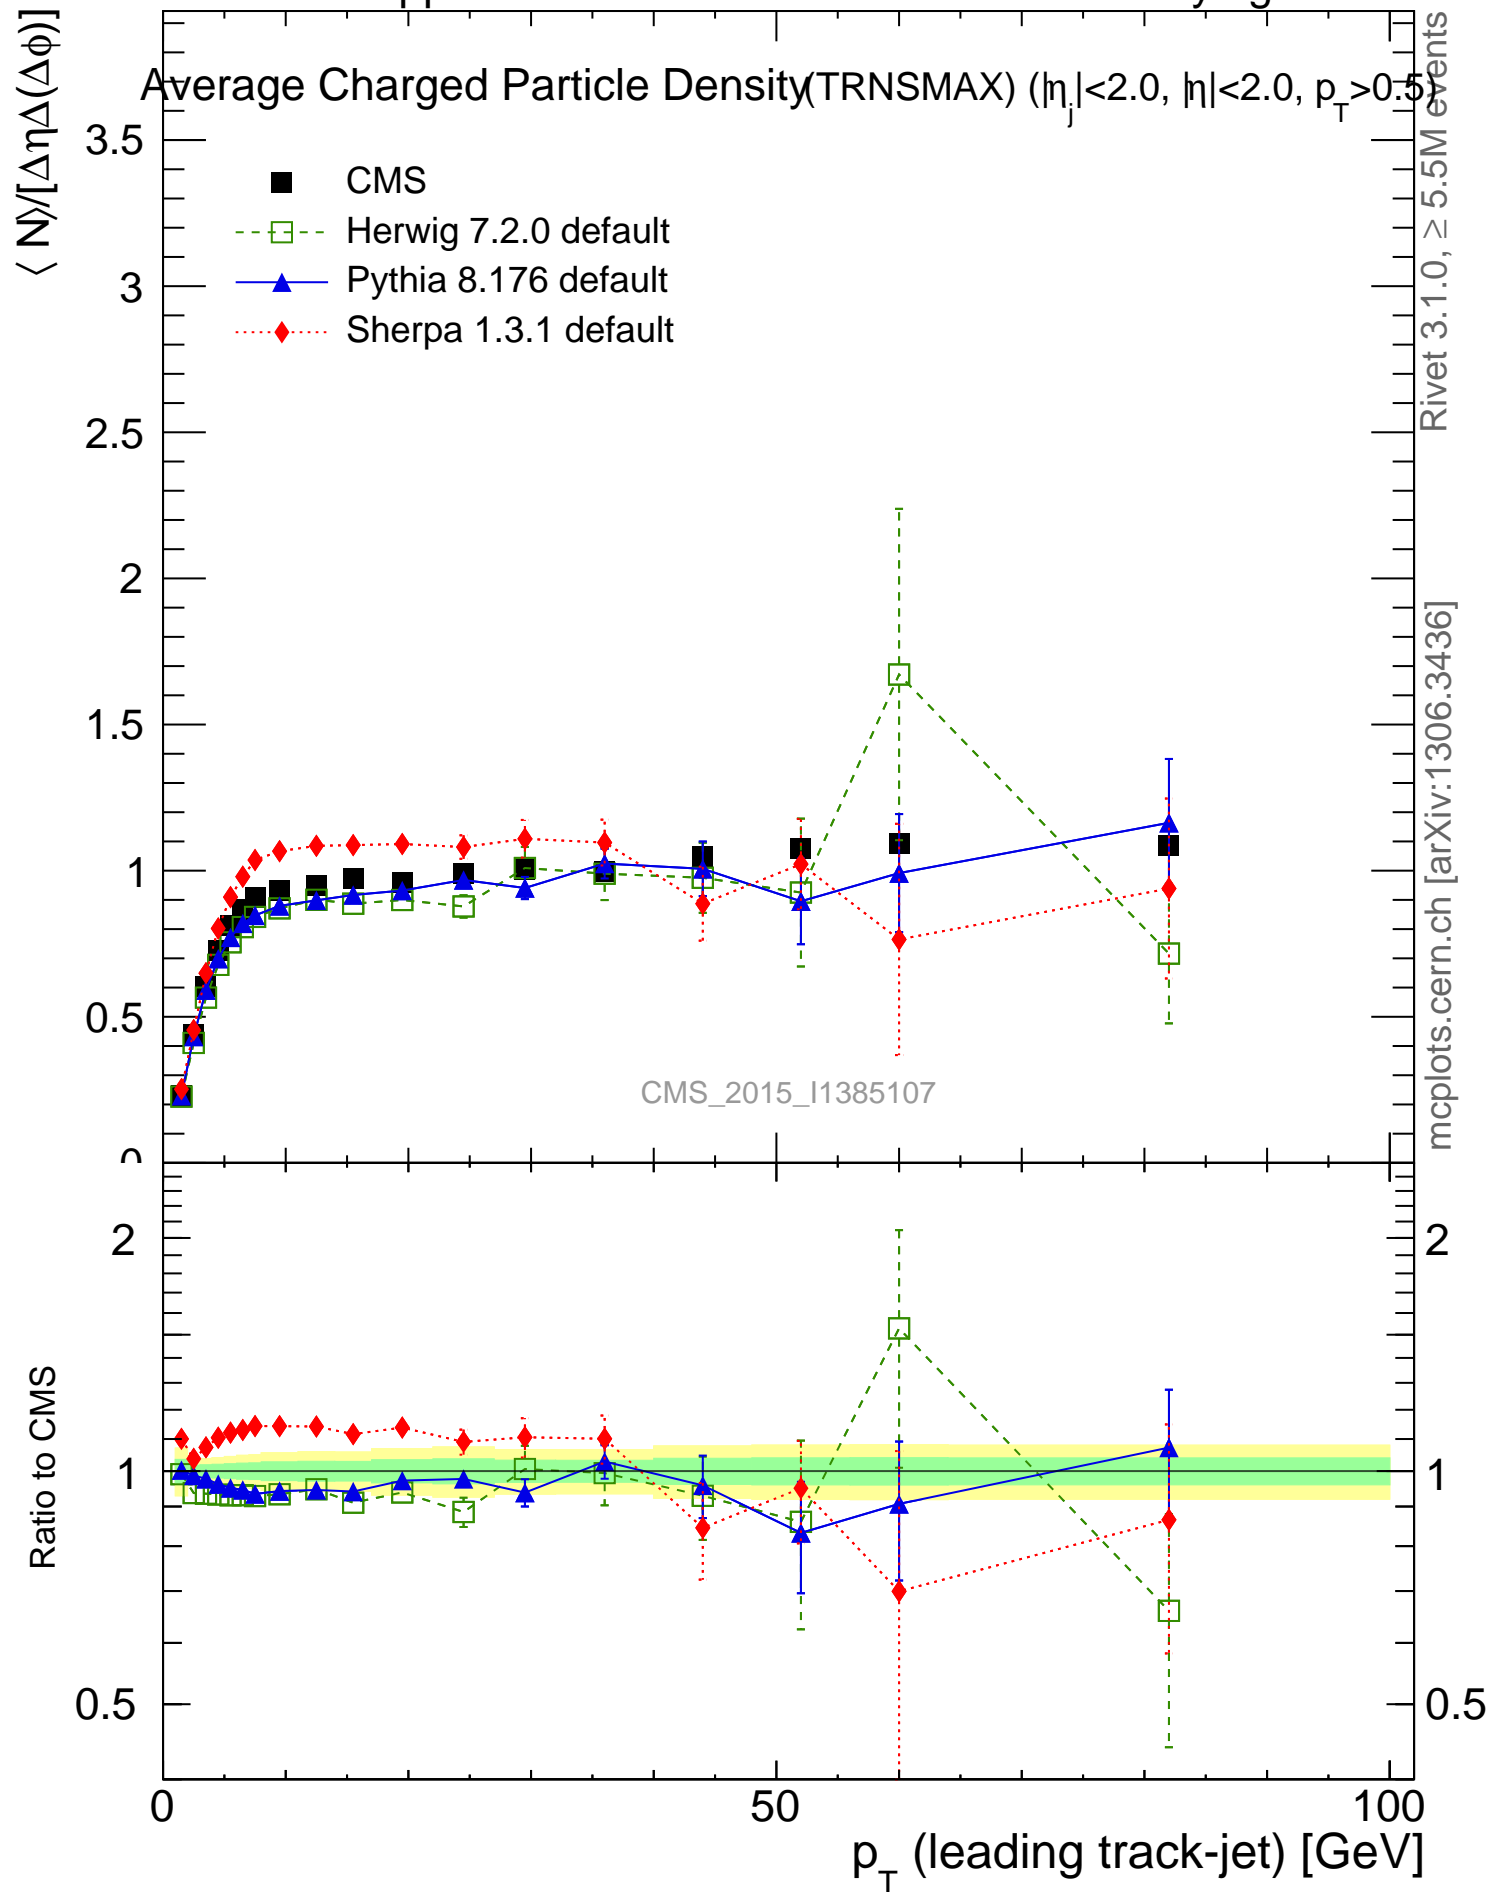 pp
Average Charged Particle Density (TRNSMAX) (|η_j|<2.0, |η|<2.0, p_T>0.5)
⟨ N⟩/[ΔηΔ(Δϕ)]
3.5
3
2.5
2
1.5
1
0.5
0
CMS
Herwig 7.2.0 default
Pythia 8.176 default
Sherpa 1.3.1 default
CMS_2015_I1385107
Rivet 3.1.0, ≥ 5.5M events
mcplots.cern.ch [arXiv:1306.3436]
Ratio to CMS
2
1
0.5
2
1
0.5
0
50
100
p_T (leading track-jet) [GeV]